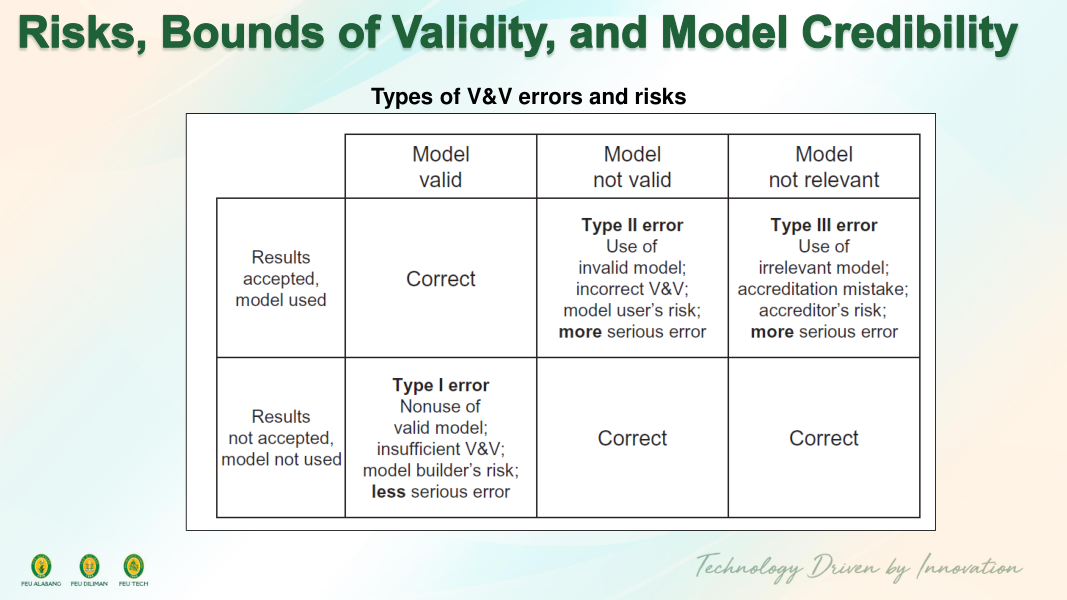 Risks, Bounds of Validity, and Model Credibility
Types of V&V errors and risks
Model
valid
Model
not valid
Model
not relevant
Results
accepted,
model used
Correct
Type II error
Use of
invalid model;
incorrect V&V;
model user's risk;
more serious error
Type III error
Use of
irrelevant model;
accreditation mistake;
accreditor's risk;
more serious error
Results
not accepted,
model not used
Type I error
Nonuse of
valid model;
insufficient V&V;
model builder's risk;
less serious error
Correct
Correct
FEU ALABANG
FEU DILIMAN
FEU TECH
Technology Driven by Innovation